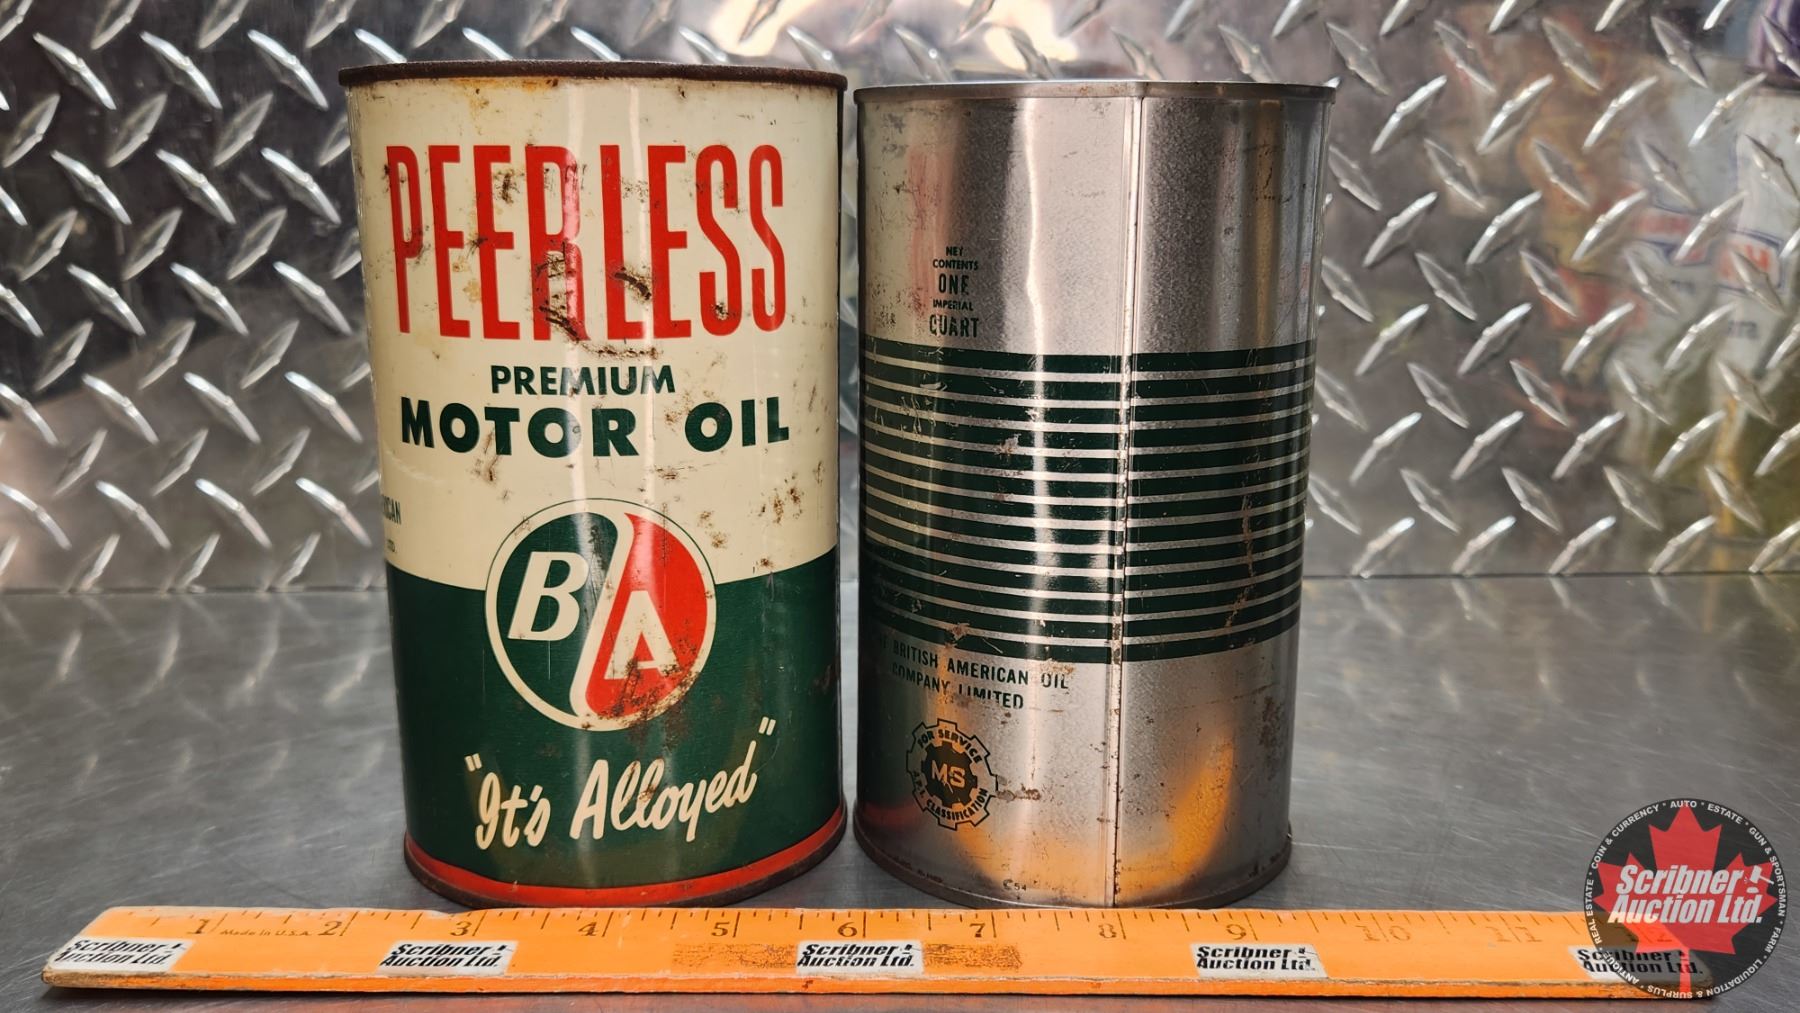 PEERLESS
PREMIUM
MOTOR OIL
B A
"It's Alloyed"
NET
CONTENTS
ONE
IMPERIAL
QUART
BRITISH AMERICAN OIL
COMPANY LIMITED
FOR SERVICE
MS
A.P.I. CLASSIFICATION
C54
1 2 3 4 5 6 7 8 9 10 11
Made in U.S.A.
Scribner
Auction Ltd.
Scribner
Auction Ltd.
Scribner
Auction Ltd.
Scribner
Auction Ltd.
Scribner
Auction Ltd.
REAL ESTATE * COIN & CURRENCY * AUTO * ESTATE * GUN & SPORTSMAN * FARM * LIQUIDATION & SURPLUS * ANTIQUE
Scribner
Auction Ltd.